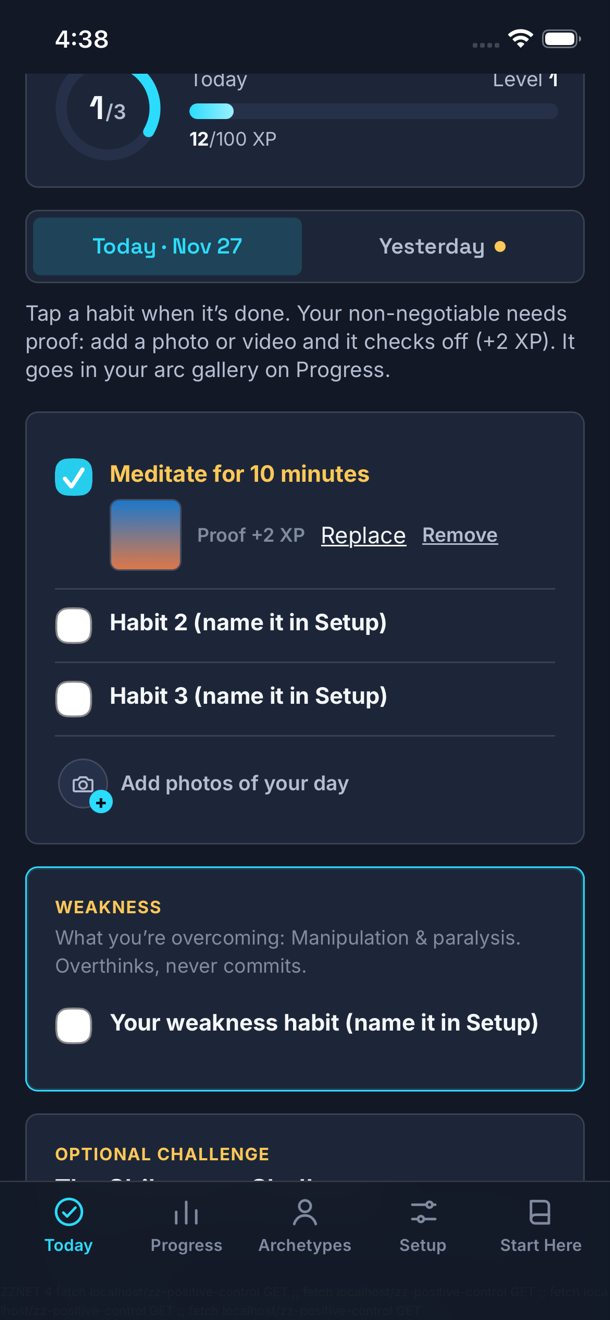 4:38
Today
Level 1
1/3
12/100 XP
Today · Nov 27
Yesterday
Tap a habit when it's done. Your non-negotiable needs
proof: add a photo or video and it checks off (+2 XP). It
goes in your arc gallery on Progress.
Meditate for 10 minutes
Proof +2 XP Replace Remove
Habit 2 (name it in Setup)
Habit 3 (name it in Setup)
Add photos of your day
WEAKNESS
What you're overcoming: Manipulation & paralysis.
Overthinks, never commits.
Your weakness habit (name it in Setup)
OPTIONAL CHALLENGE
Today
Progress
Archetypes
Setup
Start Here